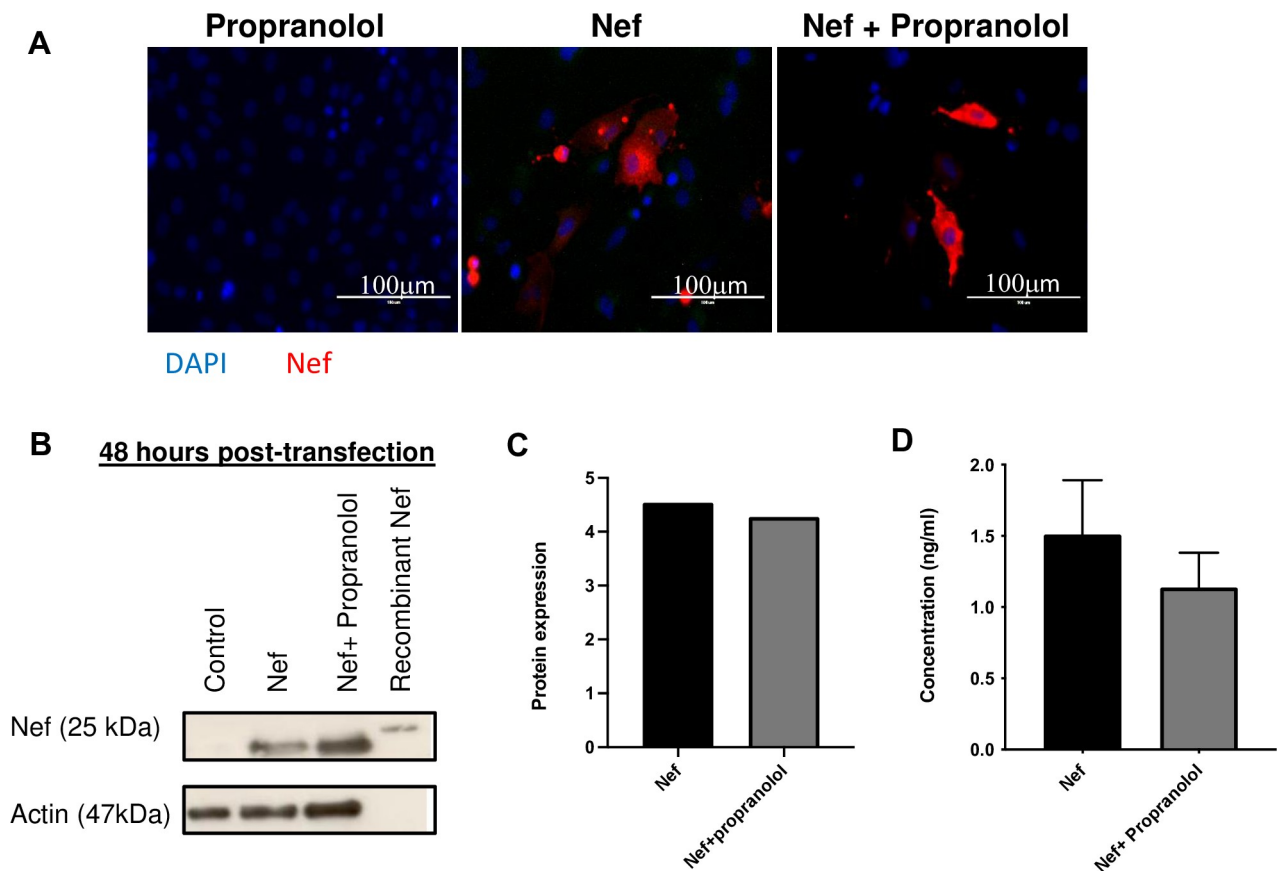 A
Propranolol
Nef
Nef + Propranolol
100µm
100µm
100µm
DAPI
Nef
B
48 hours post-transfection
Control
Nef
Nef+ Propranolol
Recombinant Nef
Nef (25 kDa)
Actin (47kDa)
C
Protein expression
5
4
3
2
1
0
Nef
Nef+propranolol
D
Concentration (ng/ml)
2.0
1.5
1.0
0.5
0.0
Nef
Nef+ Propranolol